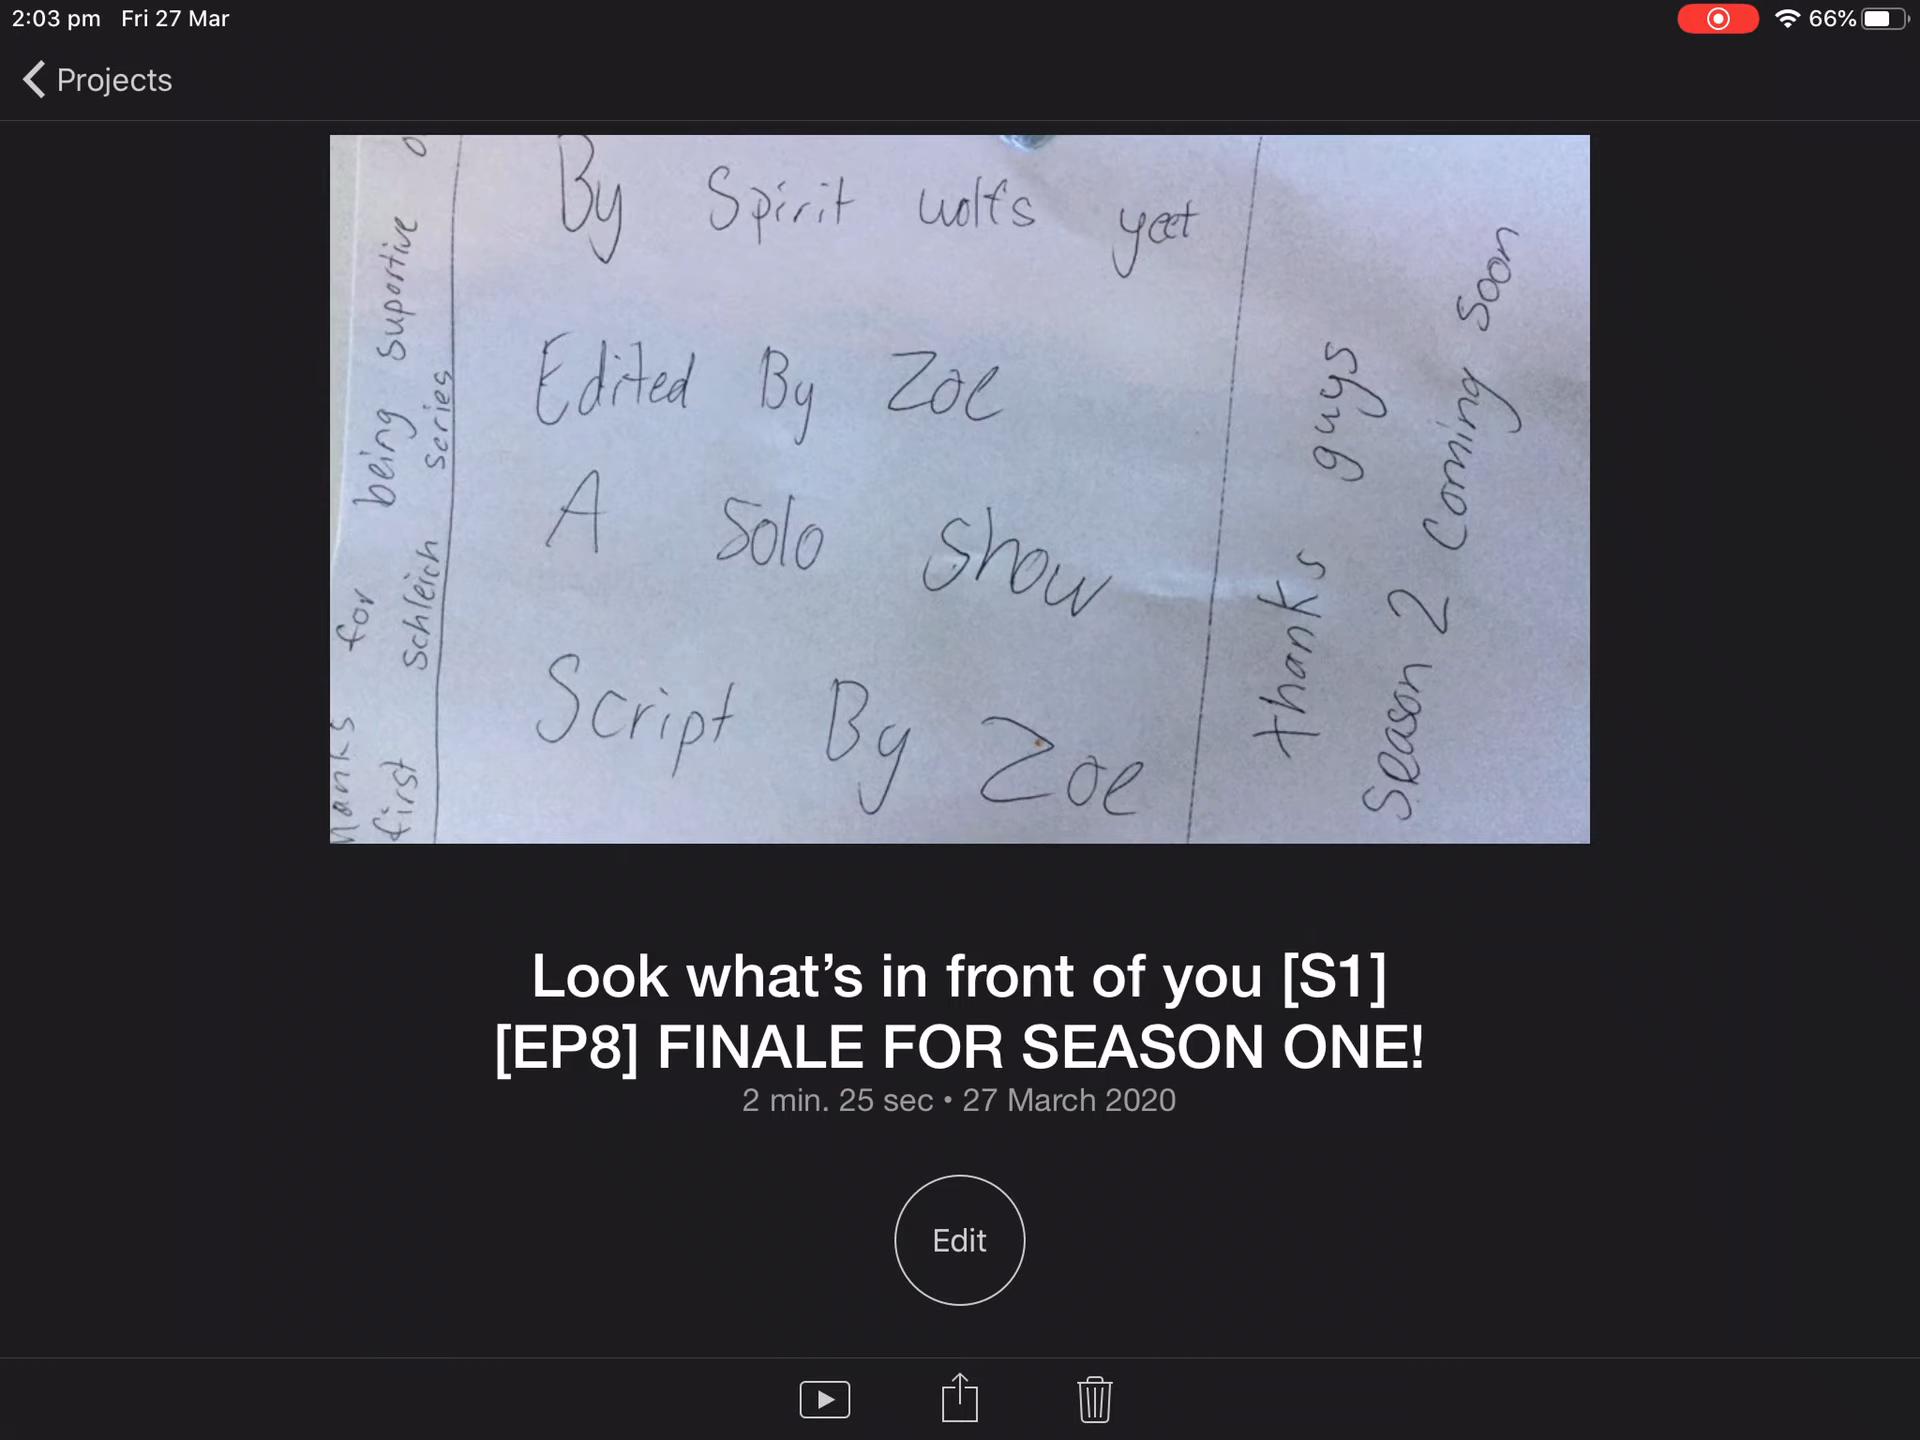 2:03 pm Fri 27 Mar
66%
Projects
By Spirit wolfs yeet
Edited By Zoe
A Solo Show
Script By Zoe
for being suportive
first schleich series
thanks guys
Season 2 Coming Soon
Look what's in front of you [S1]
[EP8] FINALE FOR SEASON ONE!
2 min. 25 sec • 27 March 2020
Edit